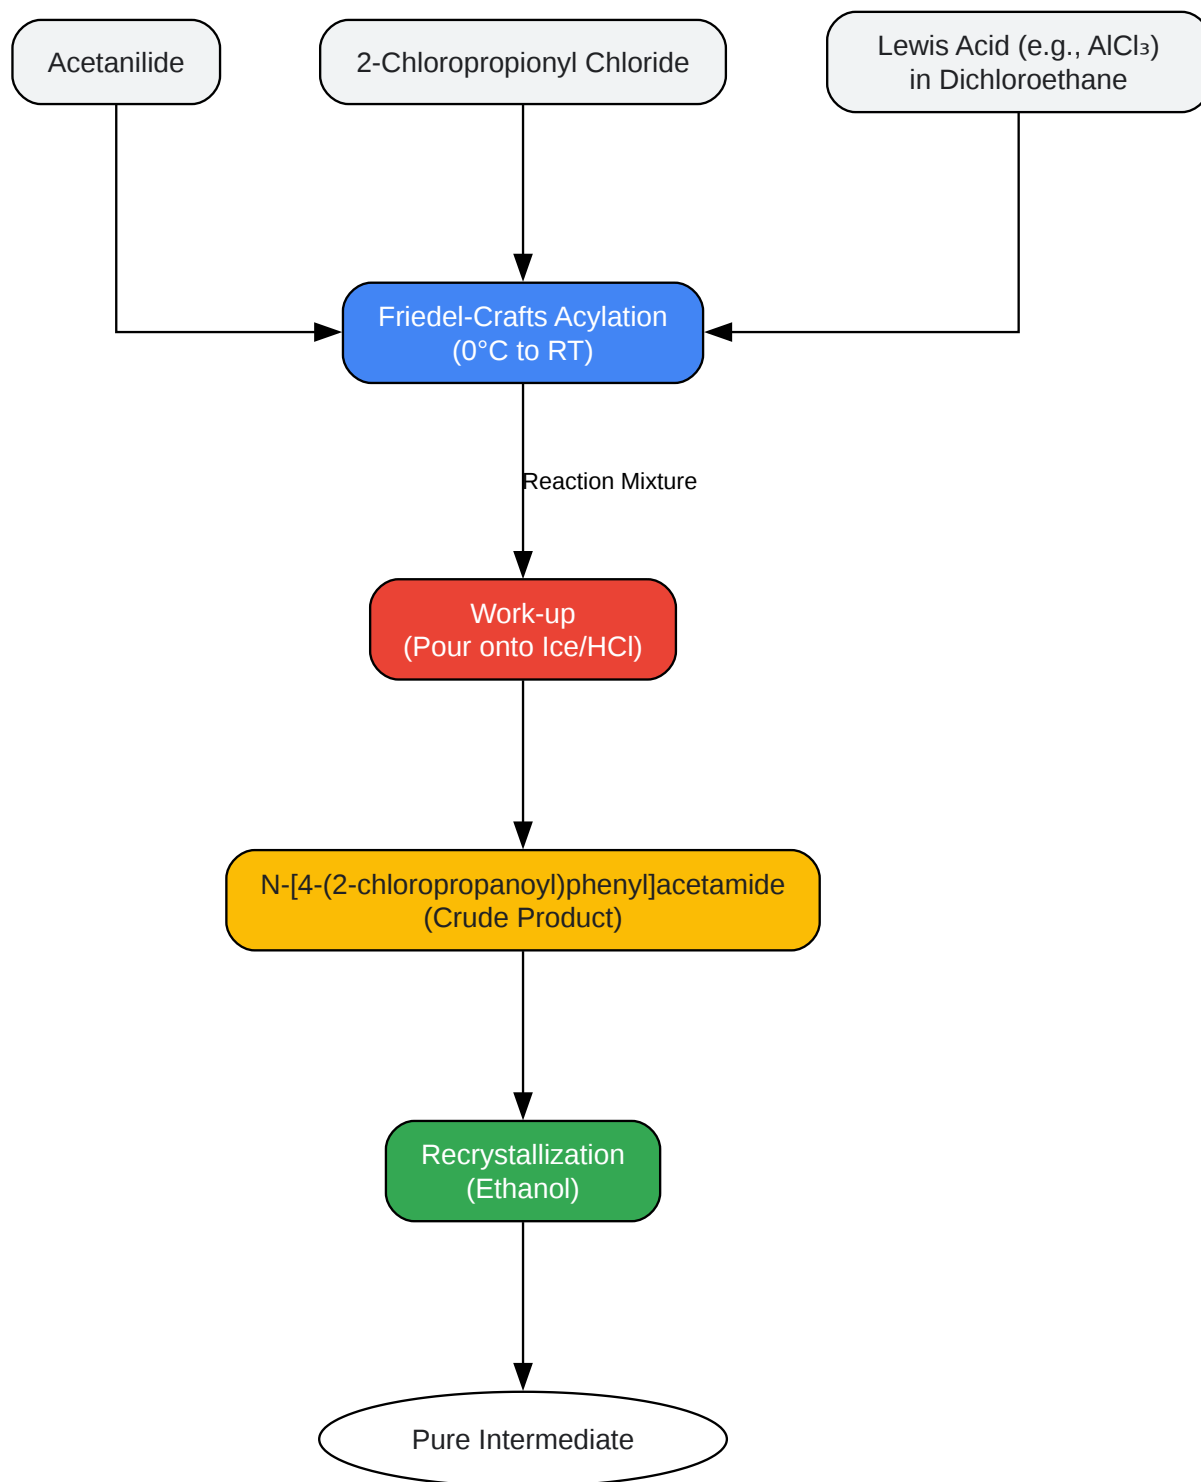 Acetanilide
2-Chloropropionyl Chloride
Lewis Acid (e.g., AlCl₃)
in Dichloroethane
Friedel-Crafts Acylation
(0°C to RT)
Reaction Mixture
Work-up
(Pour onto Ice/HCl)
N-[4-(2-chloropropanoyl)phenyl]acetamide
(Crude Product)
Recrystallization
(Ethanol)
Pure Intermediate